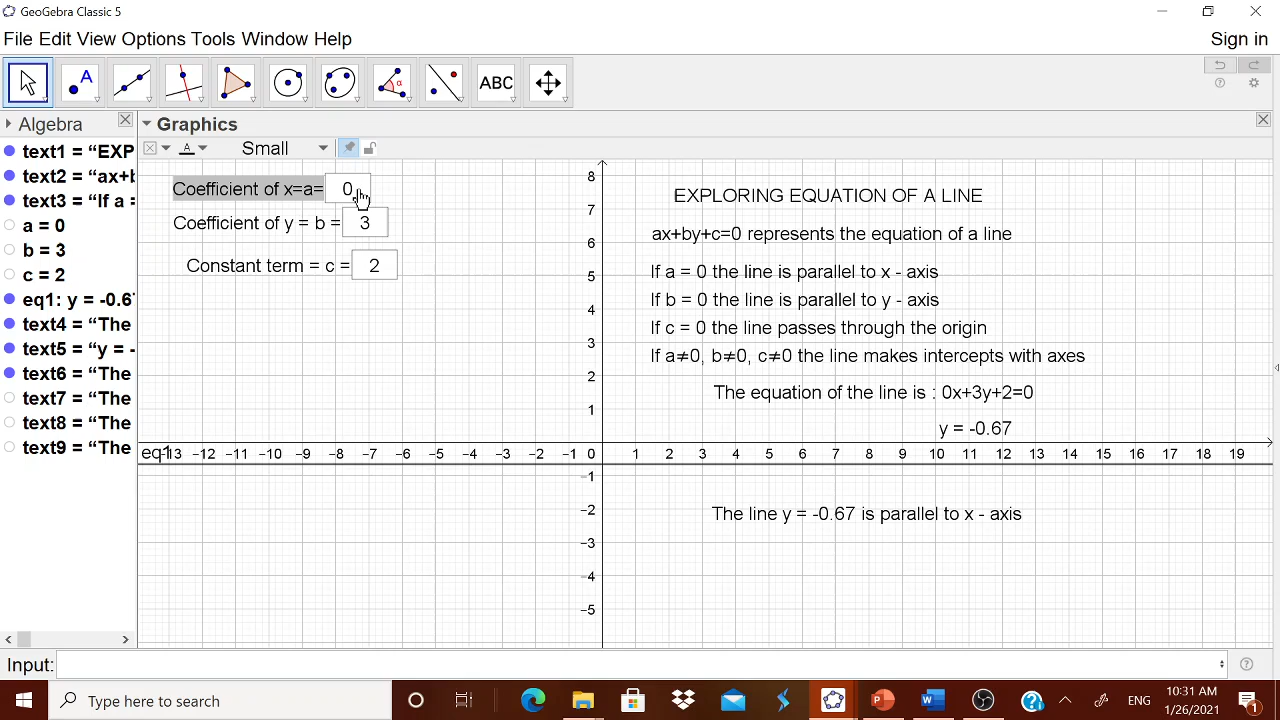 GeoGebra Classic 5
File Edit View Options Tools Window Help
Sign in
A
α
ABC
Algebra
Graphics
A
Small
text1 = “EXP
text2 = “ax+b
text3 = “If a =
a = 0
b = 3
c = 2
eq1: y = -0.67
text4 = “The
text5 = “y = -
text6 = “The
text7 = “The
text8 = “The
text9 = “The
Coefficient of x=a= 0
Coefficient of y = b = 3
Constant term = c = 2
EXPLORING EQUATION OF A LINE
ax+by+c=0 represents the equation of a line
If a = 0 the line is parallel to x - axis
If b = 0 the line is parallel to y - axis
If c = 0 the line passes through the origin
If a≠0, b≠0, c≠0 the line makes intercepts with axes
The equation of the line is : 0x+3y+2=0
y = -0.67
8
7
6
5
4
3
2
1
eq1
13 −12 −11 −10 −9 −8 −7 −6 −5 −4 −3 −2 −1 0 1 2 3 4 5 6 7 8 9 10 11 12 13 14 15 16 17 18 19
−1
−2
−3
−4
−5
The line y = -0.67 is parallel to x - axis
Input:
Type here to search
ENG
10:31 AM
1/26/2021
1